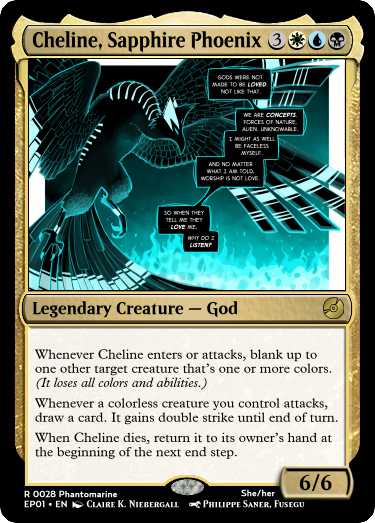 Cheline, Sapphire Phoenix 3
GODS WERE NOT
MADE TO BE LOVED.
NOT LIKE THAT.
WE ARE CONCEPTS.
FORCES OF NATURE.
ALIEN. UNKNOWABLE.
I MIGHT AS WELL
BE FACELESS
MYSELF.
AND NO MATTER
WHAT I AM TOLD,
WORSHIP IS NOT LOVE.
SO WHEN THEY
TELL ME THEY
LOVE ME,
WHY DO I
LISTEN?
Legendary Creature — God
Whenever Cheline enters or attacks, blank up to
one other target creature that's one or more colors.
(It loses all colors and abilities.)
Whenever a colorless creature you control attacks,
draw a card. It gains double strike until end of turn.
When Cheline dies, return it to its owner's hand at
the beginning of the next end step.
6/6
R 0028 Phantomarine She/her
EP01 • EN Claire K. Niebergall Philippe Saner, Fusegu